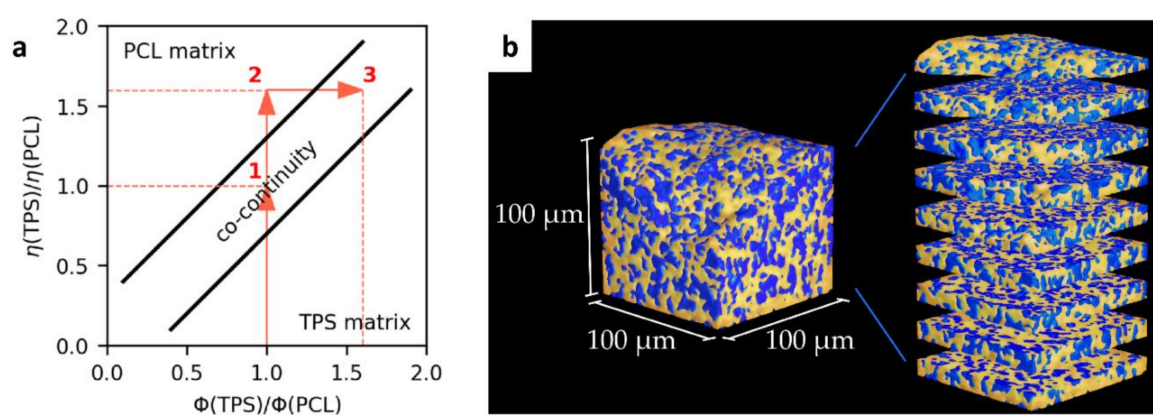 a
2.0
PCL matrix
2
3
1.5
η(TPS)/η(PCL)
1.0
1
co-continuity
0.5
TPS matrix
0.0
0.0 0.5 1.0 1.5 2.0
Φ(TPS)/Φ(PCL)
b
100 μm
100 μm
100 μm